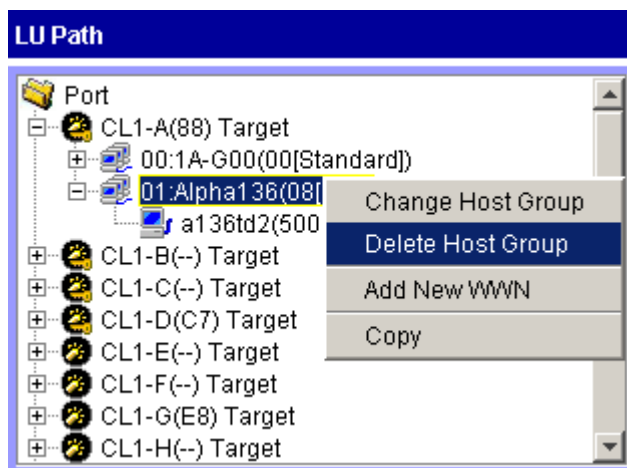 LU Path
Port
CL1-A(88) Target
00:1A-G00(00[Standard])
01:Alpha136(08[
a136td2(500
CL1-B(--) Target
CL1-C(--) Target
CL1-D(C7) Target
CL1-E(--) Target
CL1-F(--) Target
CL1-G(E8) Target
CL1-H(--) Target
Change Host Group
Delete Host Group
Add New WWN
Copy